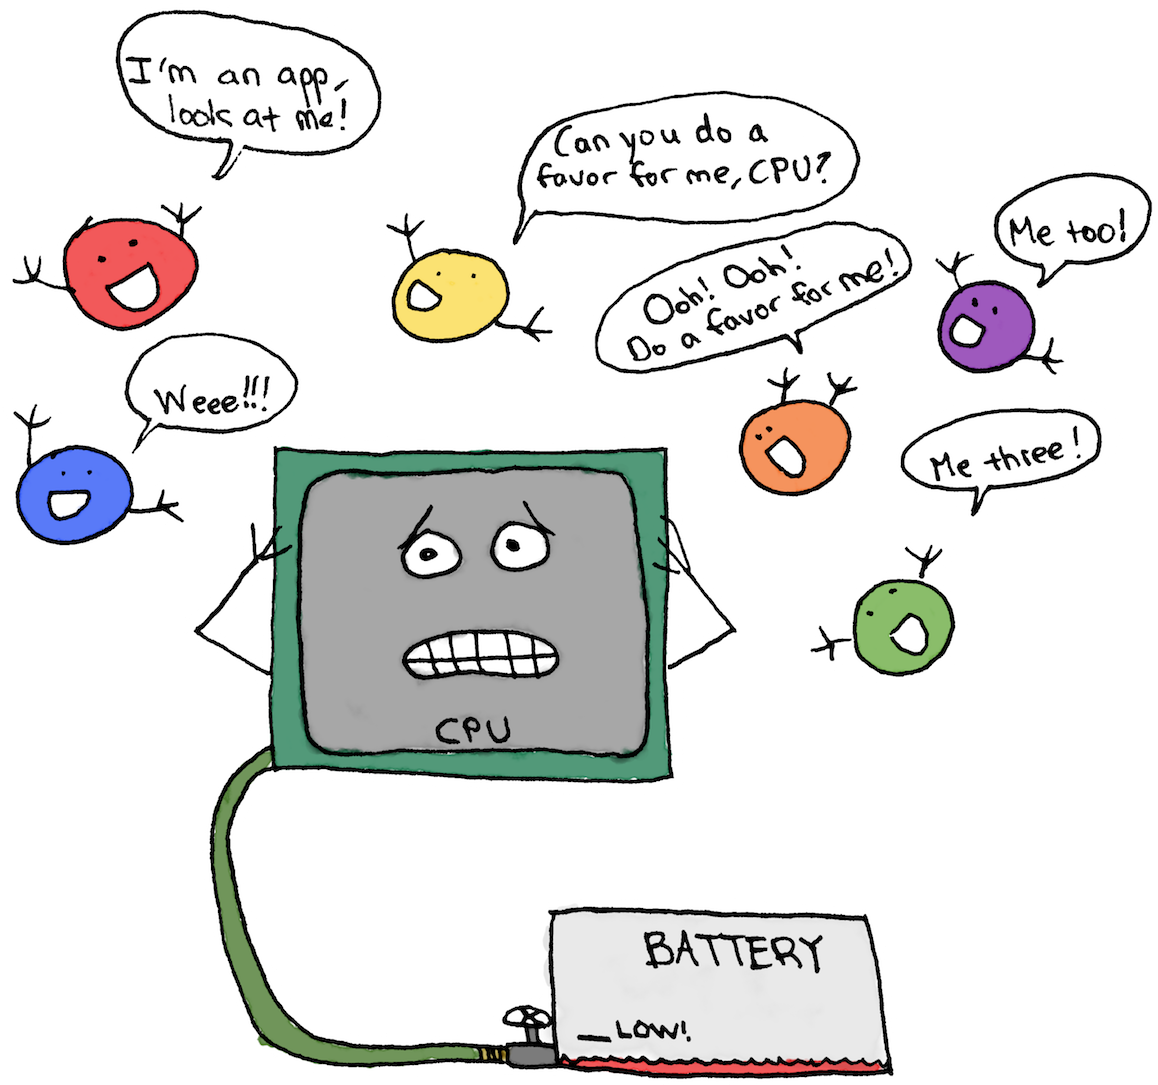 I'm an app,
look at me!
Can you do a
favor for me, CPU?
Me too!
Ooh! Ooh!
Do a favor for me!
Weee!!!
Me three!
CPU
BATTERY
LOW!